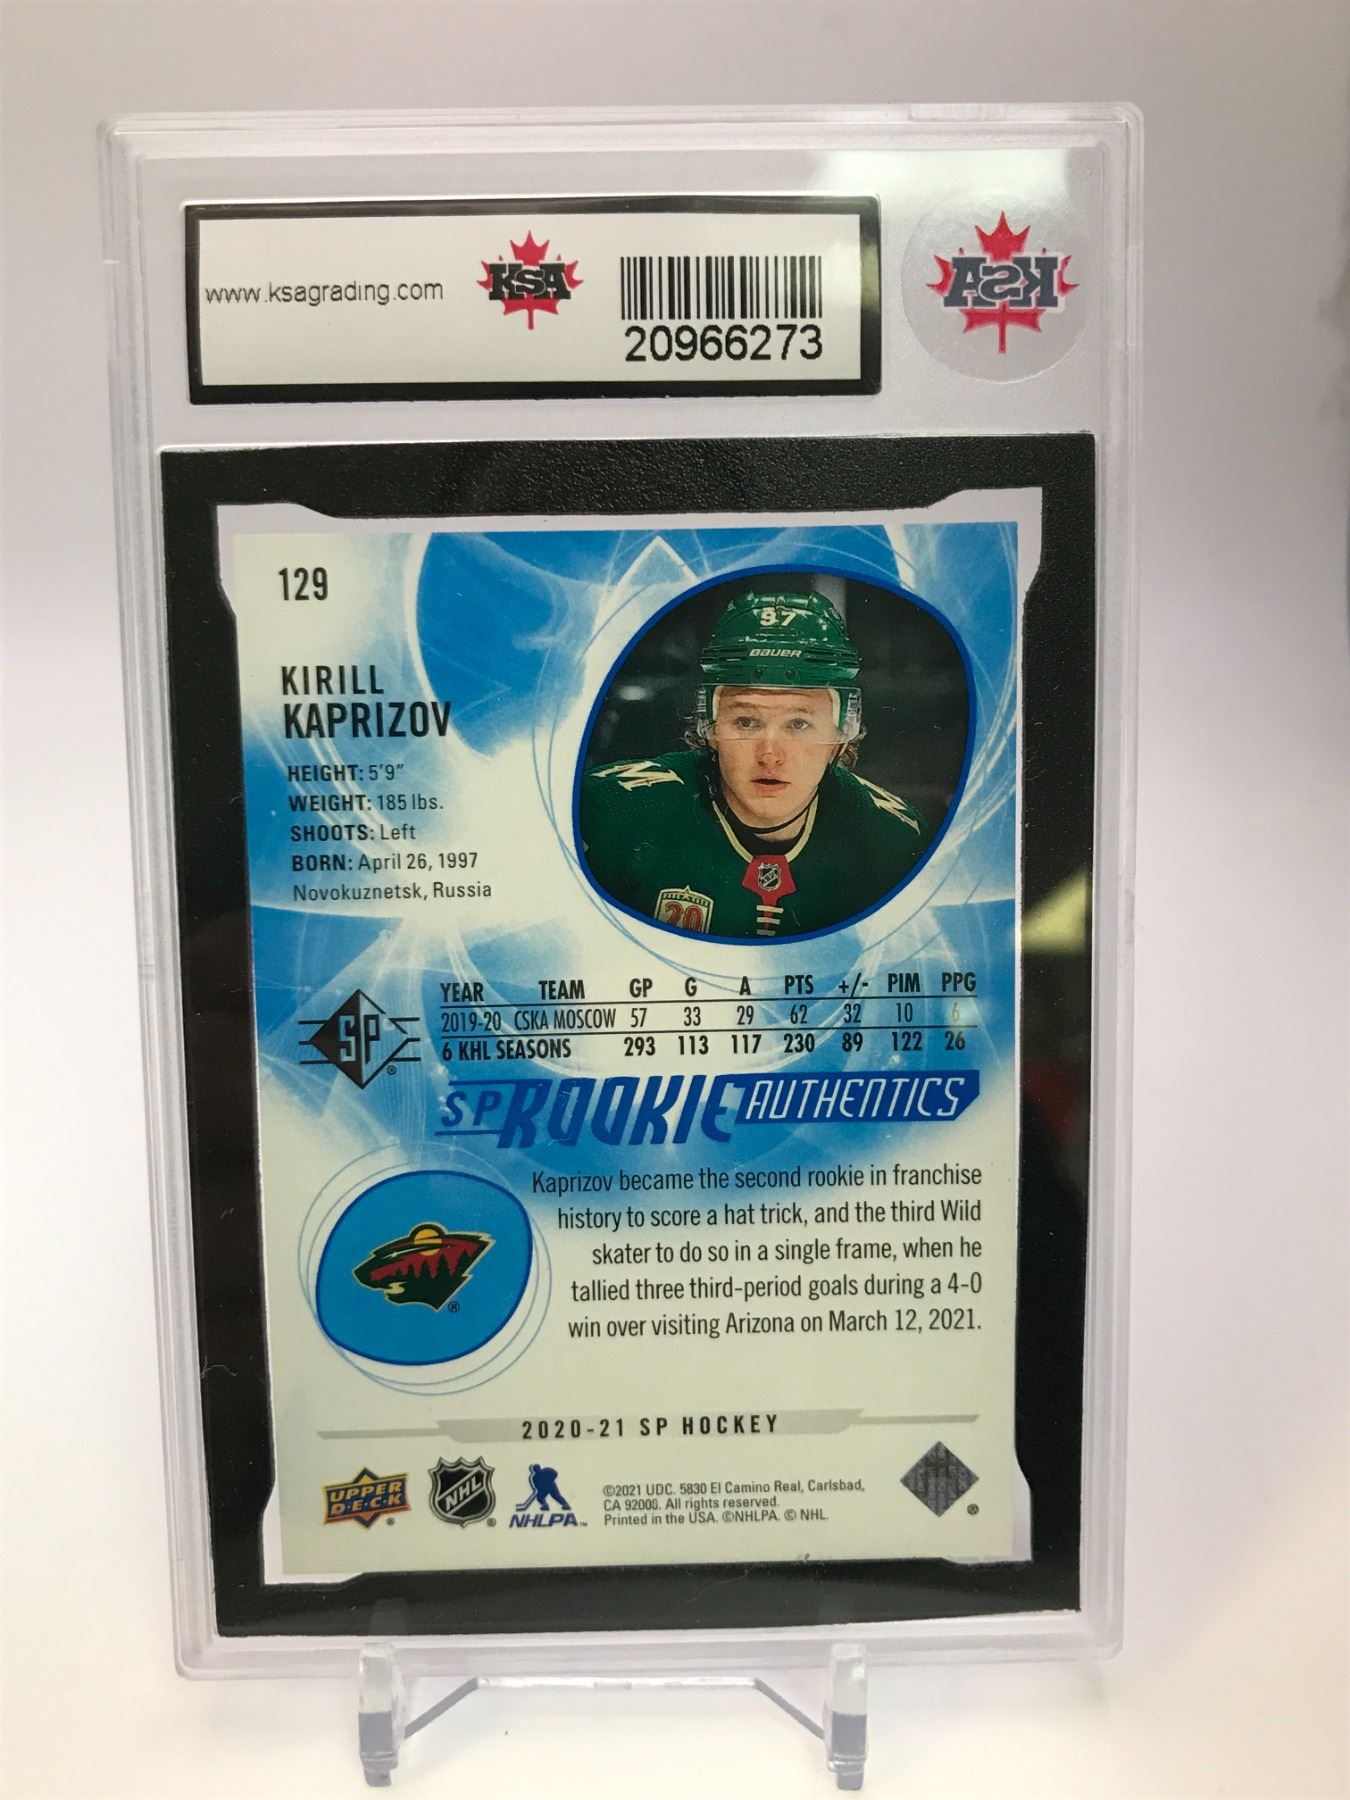 www.ksagrading.com
KSA
20966273
KSA
129
KIRILL
KAPRIZOV
HEIGHT: 5'9"
WEIGHT: 185 lbs.
SHOOTS: Left
BORN: April 26, 1997
Novokuznetsk, Russia
97
BAUER
M
NHL
20
YEAR TEAM GP G A PTS +/- PIM PPG
2019-20 CSKA MOSCOW 57 33 29 62 32 10 6
6 KHL SEASONS 293 113 117 230 89 122 26
SP®
SP ROOKIE AUTHENTICS
Kaprizov became the second rookie in franchise
history to score a hat trick, and the third Wild
skater to do so in a single frame, when he
tallied three third-period goals during a 4-0
win over visiting Arizona on March 12, 2021.
®
2020-21 SP HOCKEY
UPPER
D·E·C·K
®
NHL®
NHLPA™
©2021 UDC. 5830 El Camino Real, Carlsbad,
CA 92008. All rights reserved.
Printed in the USA. ©NHLPA. © NHL.
®